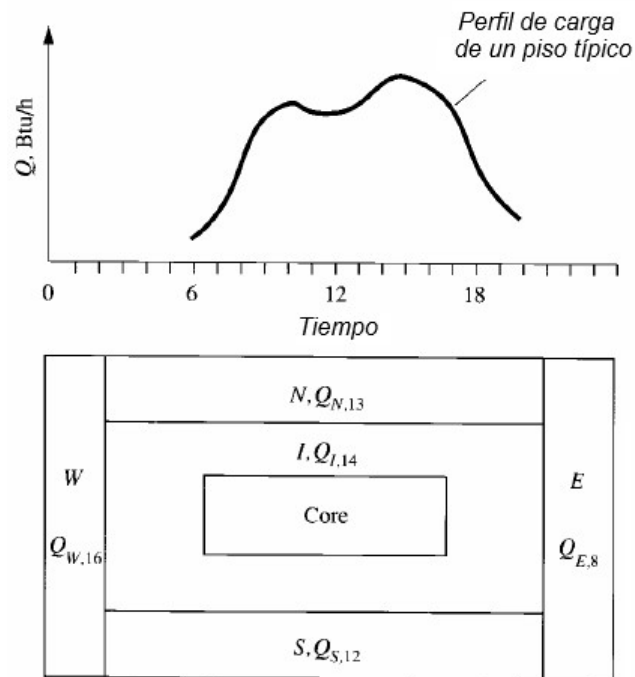 Perfil de carga
de un piso típico
Q, Btu/h
0 6 12 18
Tiempo
N, Q_{N,13}
I, Q_{I,14}
W E
Core
Q_{W,16} Q_{E,8}
S, Q_{S,12}